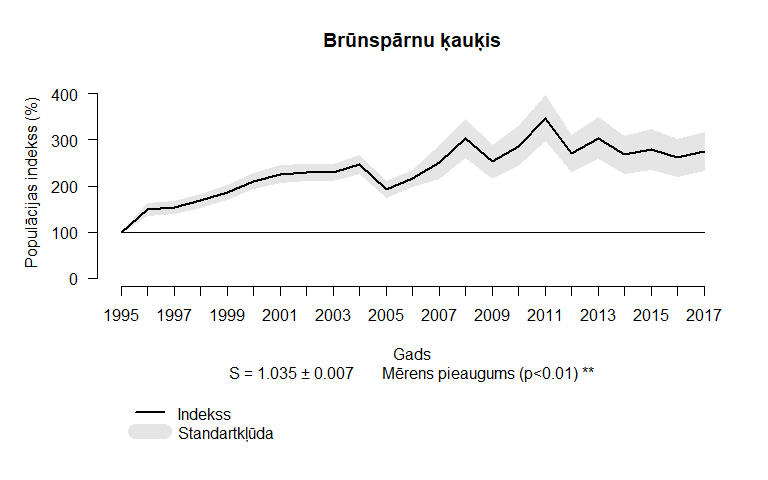 Brūnspārnu ķauķis
Populācijas indekss (%)
400
300
200
100
0
1995 1997 1999 2001 2003 2005 2007 2009 2011 2013 2015 2017
Gads
S = 1.035 ± 0.007 Mērens pieaugums (p<0.01) **
Indekss
Standartkļūda